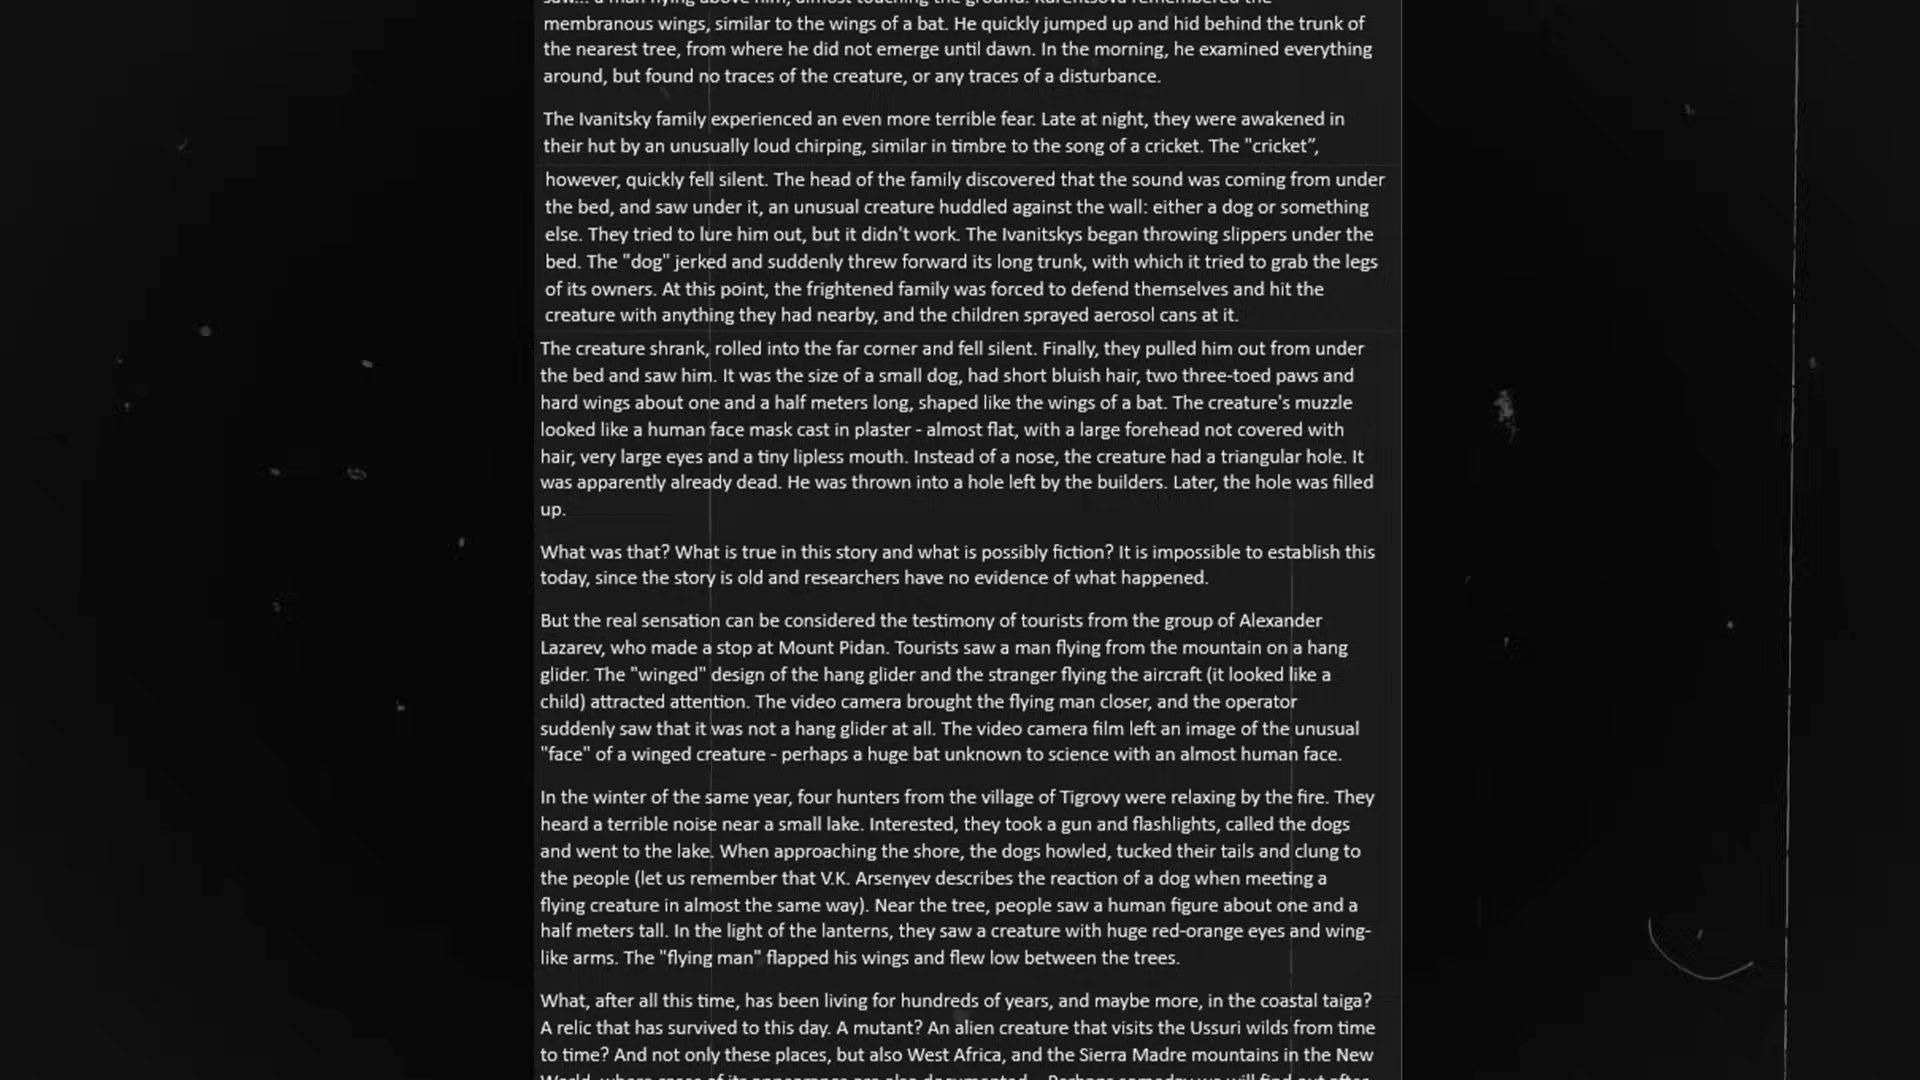 membranous wings, similar to the wings of a bat. He quickly jumped up and hid behind the trunk of
the nearest tree, from where he did not emerge until dawn. In the morning, he examined everything
around, but found no traces of the creature, or any traces of a disturbance.
The Ivanitsky family experienced an even more terrible fear. Late at night, they were awakened in
their hut by an unusually loud chirping, similar in timbre to the song of a cricket. The "cricket”,
however, quickly fell silent. The head of the family discovered that the sound was coming from under
the bed, and saw under it, an unusual creature huddled against the wall: either a dog or something
else. They tried to lure him out, but it didn't work. The Ivanitskys began throwing slippers under the
bed. The "dog" jerked and suddenly threw forward its long trunk, with which it tried to grab the legs
of its owners. At this point, the frightened family was forced to defend themselves and hit the
creature with anything they had nearby, and the children sprayed aerosol cans at it.
The creature shrank, rolled into the far corner and fell silent. Finally, they pulled him out from under
the bed and saw him. It was the size of a small dog, had short bluish hair, two three-toed paws and
hard wings about one and a half meters long, shaped like the wings of a bat. The creature's muzzle
looked like a human face mask cast in plaster - almost flat, with a large forehead not covered with
hair, very large eyes and a tiny lipless mouth. Instead of a nose, the creature had a triangular hole. It
was apparently already dead. He was thrown into a hole left by the builders. Later, the hole was filled
up.
What was that? What is true in this story and what is possibly fiction? It is impossible to establish this
today, since the story is old and researchers have no evidence of what happened.
But the real sensation can be considered the testimony of tourists from the group of Alexander
Lazarev, who made a stop at Mount Pidan. Tourists saw a man flying from the mountain on a hang
glider. The "winged" design of the hang glider and the stranger flying the aircraft (it looked like a
child) attracted attention. The video camera brought the flying man closer, and the operator
suddenly saw that it was not a hang glider at all. The video camera film left an image of the unusual
"face" of a winged creature - perhaps a huge bat unknown to science with an almost human face.
In the winter of the same year, four hunters from the village of Tigrovy were relaxing by the fire. They
heard a terrible noise near a small lake. Interested, they took a gun and flashlights, called the dogs
and went to the lake. When approaching the shore, the dogs howled, tucked their tails and clung to
the people (let us remember that V.K. Arsenyev describes the reaction of a dog when meeting a
flying creature in almost the same way). Near the tree, people saw a human figure about one and a
half meters tall. In the light of the lanterns, they saw a creature with huge red-orange eyes and wing-
like arms. The "flying man" flapped his wings and flew low between the trees.
What, after all this time, has been living for hundreds of years, and maybe more, in the coastal taiga?
A relic that has survived to this day. A mutant? An alien creature that visits the Ussuri wilds from time
to time? And not only these places, but also West Africa, and the Sierra Madre mountains in the New